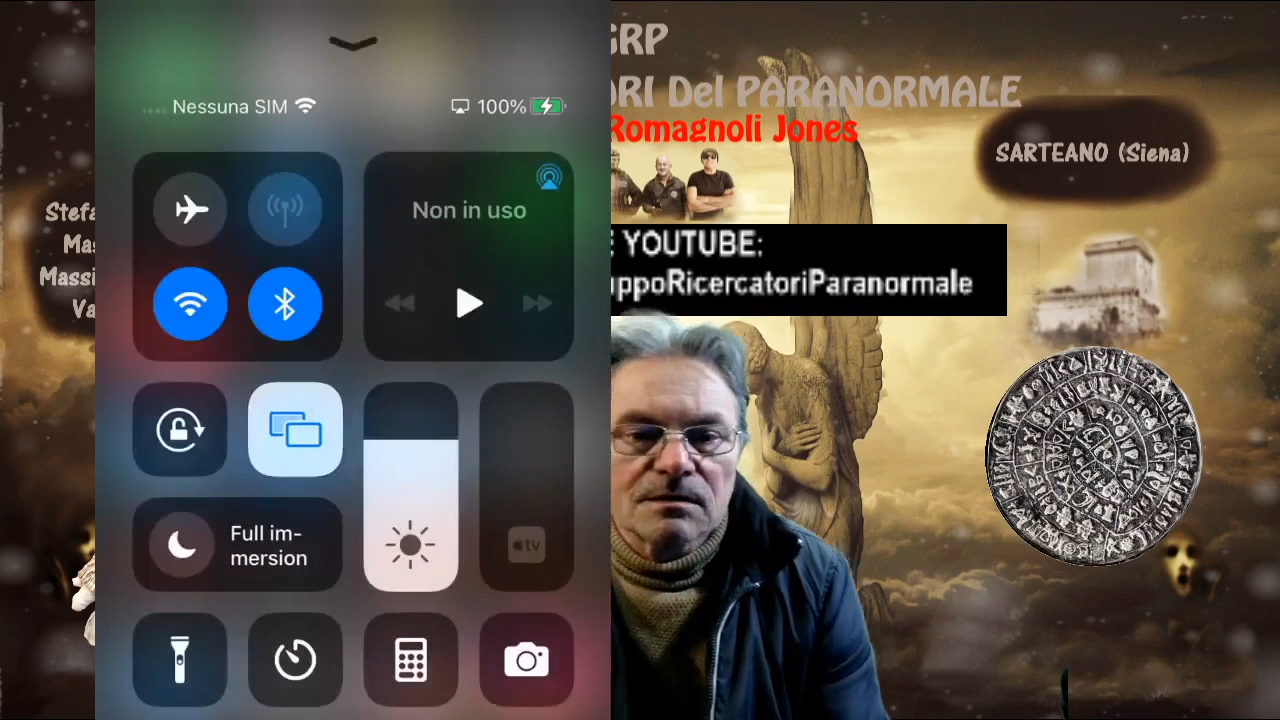 GRP
ORI Del PARANORMALE
Romagnoli Jones
SARTEANO (Siena)
Nessuna SIM
100%
Non in uso
E YOUTUBE:
uppoRicercatoriParanormale
Stefa
Mas
Massi
Va
Full im-
mersion
tv